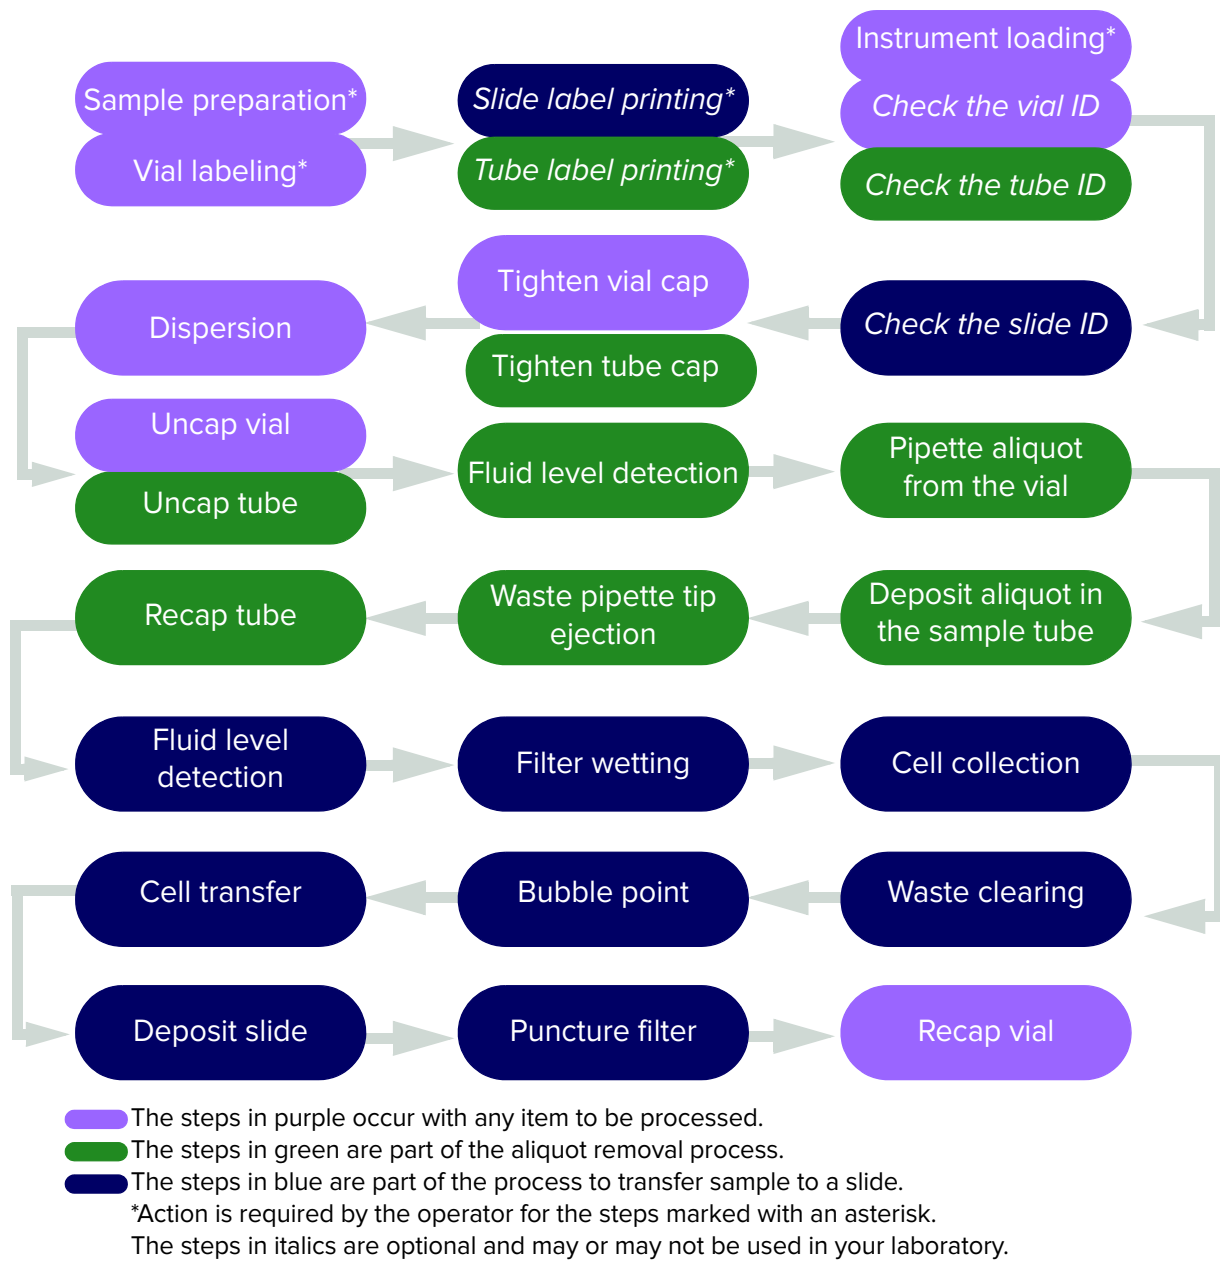 Sample preparation*
Vial labeling*
Slide label printing*
Tube label printing*
Instrument loading*
Check the vial ID
Check the tube ID
Dispersion
Tighten vial cap
Tighten tube cap
Check the slide ID
Uncap vial
Uncap tube
Fluid level detection
Pipette aliquot
from the vial
Recap tube
Waste pipette tip
ejection
Deposit aliquot in
the sample tube
Fluid level
detection
Filter wetting
Cell collection
Cell transfer
Bubble point
Waste clearing
Deposit slide
Puncture filter
Recap vial
The steps in purple occur with any item to be processed.
The steps in green are part of the aliquot removal process.
The steps in blue are part of the process to transfer sample to a slide.
*Action is required by the operator for the steps marked with an asterisk.
The steps in italics are optional and may or may not be used in your laboratory.